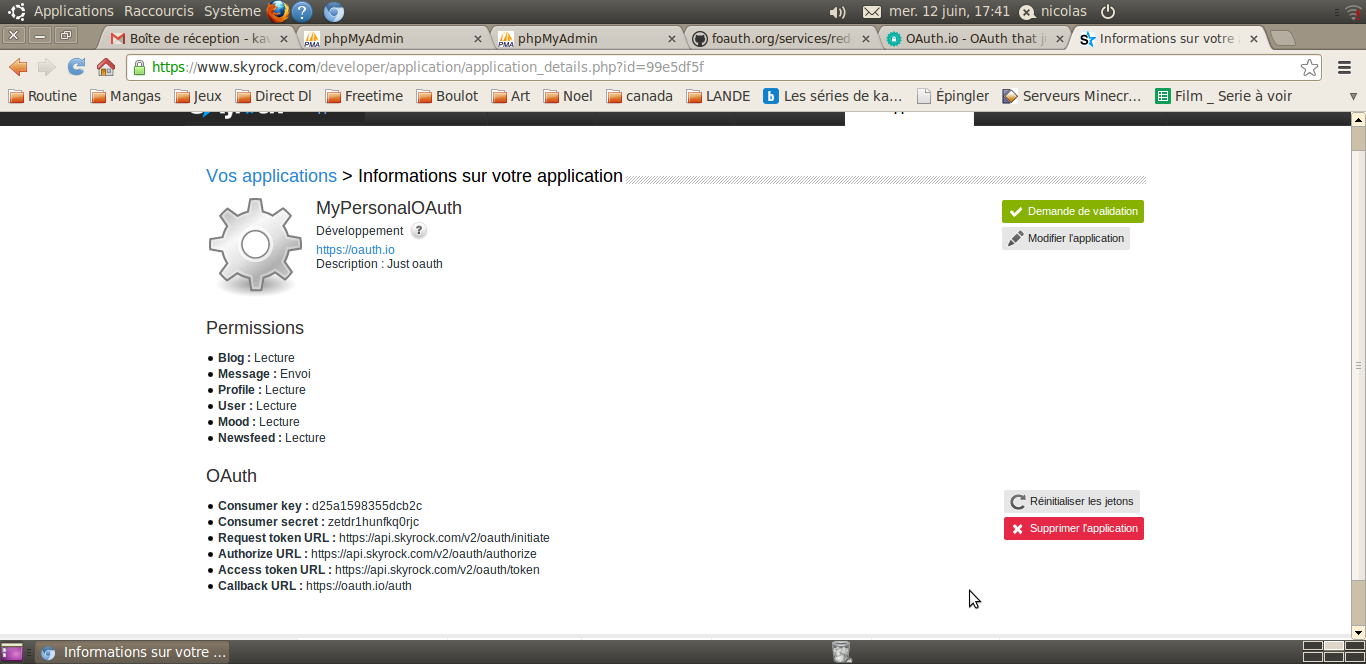 Applications Raccourcis Système mer. 12 juin, 17:41 nicolas
Boîte de réception - ka phpMyAdmin phpMyAdmin foauth.org/services/red OAuth.io - OAuth that j Informations sur votre
https://www.skyrock.com/developer/application/application_details.php?id=99e5df5f
Routine Mangas Jeux Direct Dl Freetime Boulot Art Noel canada LANDE Les séries de ka... Épingler Serveurs Minecr... Film _ Serie à voir
Vos applications > Informations sur votre application
MyPersonalOAuth
Demande de validation
Développement ?
Modifier l'application
https://oauth.io
Description : Just oauth
Permissions
Blog : Lecture
Message : Envoi
Profile : Lecture
User : Lecture
Mood : Lecture
Newsfeed : Lecture
OAuth
Consumer key : d25a1598355dcb2c
Réinitialiser les jetons
Consumer secret : zetdr1hunfkq0rjc
Supprimer l'application
Request token URL : https://api.skyrock.com/v2/oauth/initiate
Authorize URL : https://api.skyrock.com/v2/oauth/authorize
Access token URL : https://api.skyrock.com/v2/oauth/token
Callback URL : https://oauth.io/auth
Informations sur votre ...